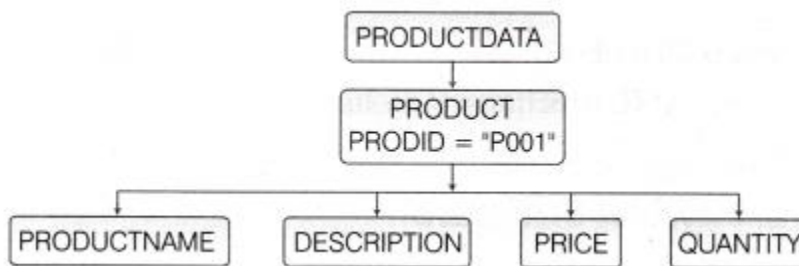 PRODUCTDATA
PRODUCT
PRODID = "P001"
PRODUCTNAME
DESCRIPTION
PRICE
QUANTITY